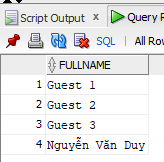 Script Output × Query R
SQL All Row
FULLNAME
1 Guest 1
2 Guest 2
3 Guest 3
4 Nguyễn Văn Duy